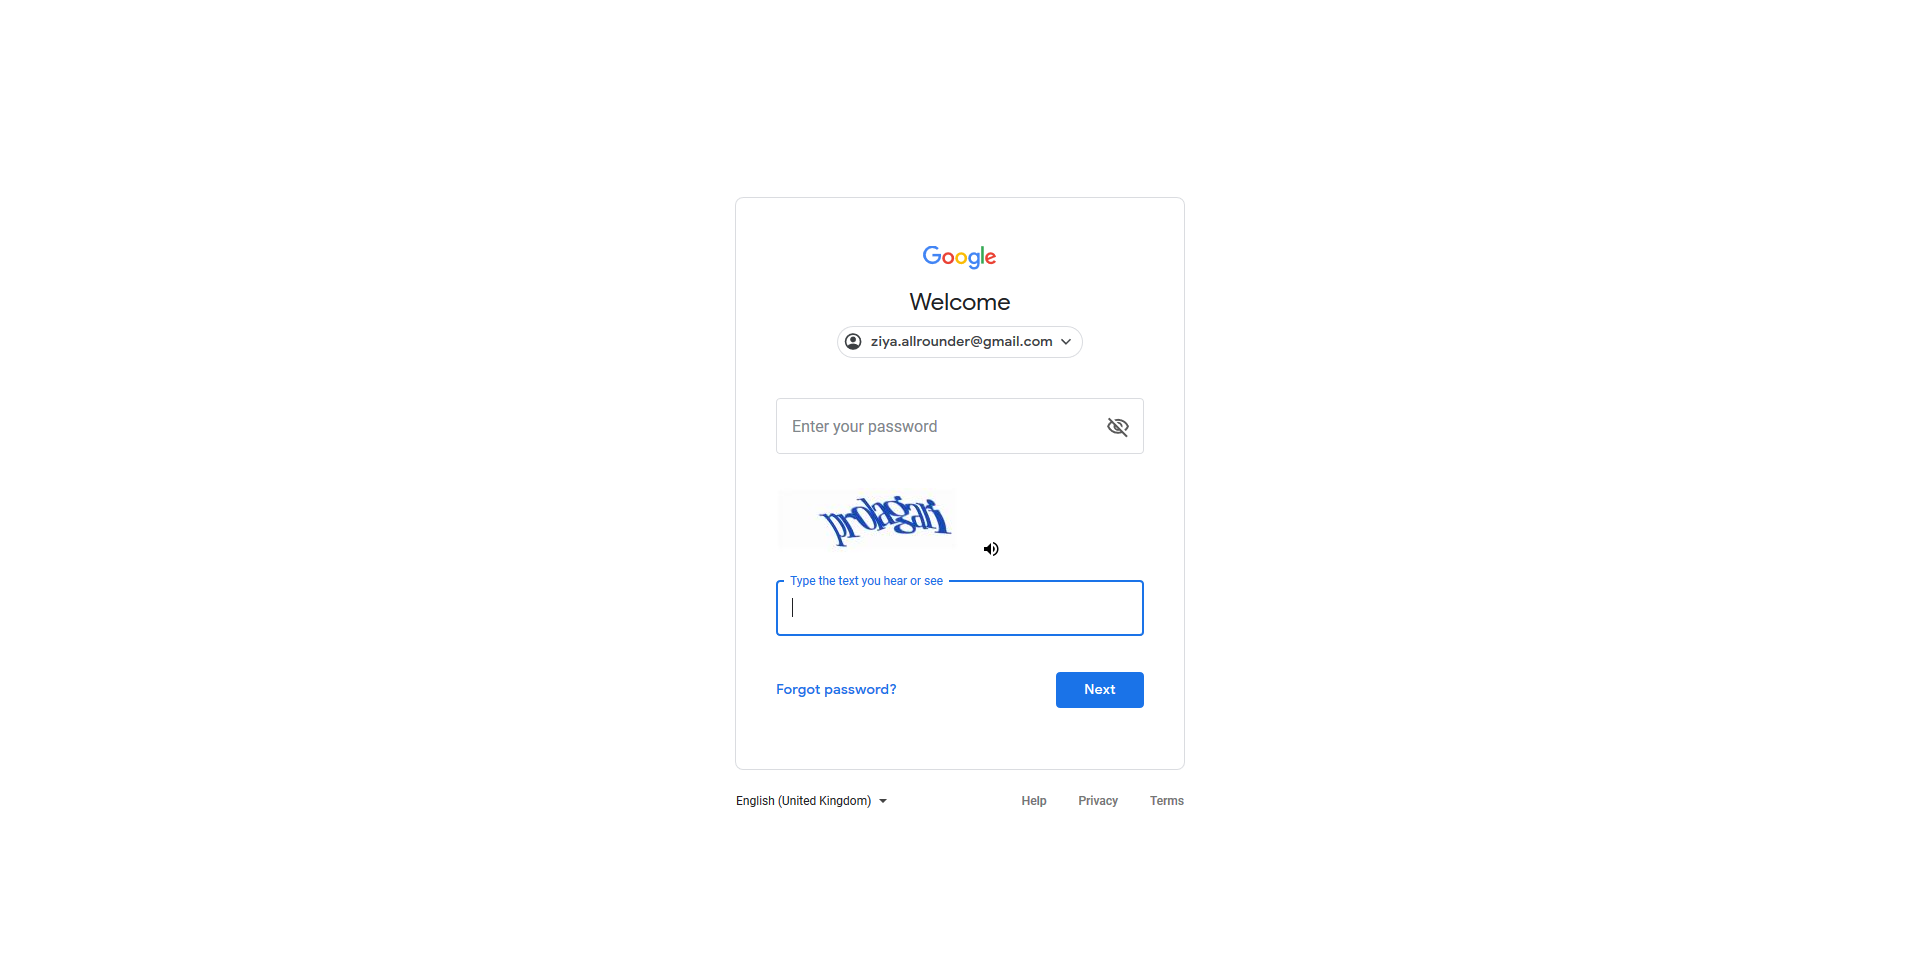 Google
Welcome
ziya.allrounder@gmail.com
Enter your password
Type the text you hear or see
Forgot password?
Next
English (United Kingdom)
Help
Privacy
Terms